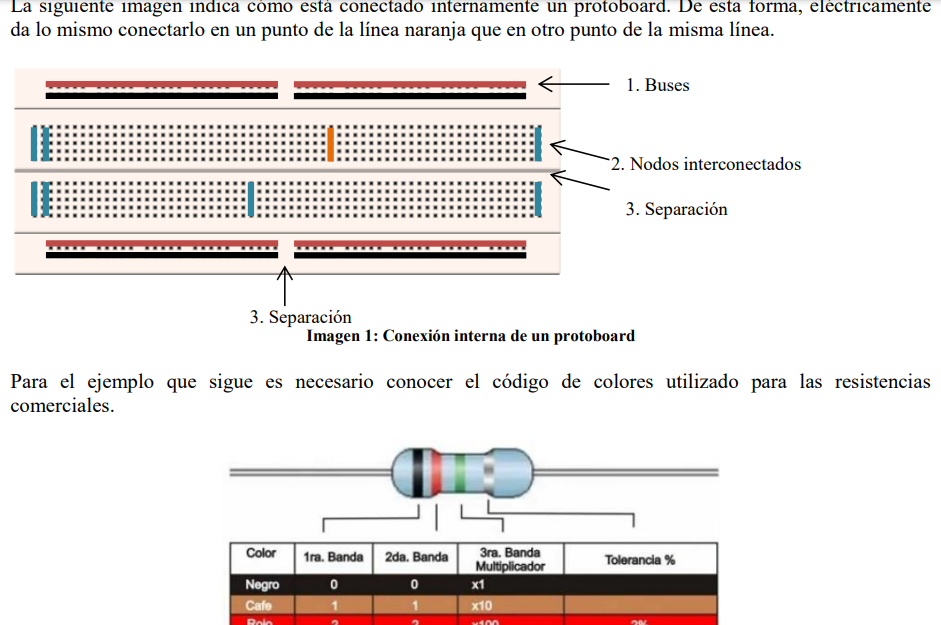 La siguiente imagen indica cómo está conectado internamente un protoboard. De esta forma, eléctricamente
da lo mismo conectarlo en un punto de la línea naranja que en otro punto de la misma línea.
1. Buses
2. Nodos interconectados
3. Separación
3. Separación
Imagen 1: Conexión interna de un protoboard
Para el ejemplo que sigue es necesario conocer el código de colores utilizado para las resistencias
comerciales.
Color 1ra. Banda 2da. Banda 3ra. Banda Multiplicador Tolerancia %
Negro 0 0 x1
Cafe 1 1 x10
Rojo 2 2 x100 2%